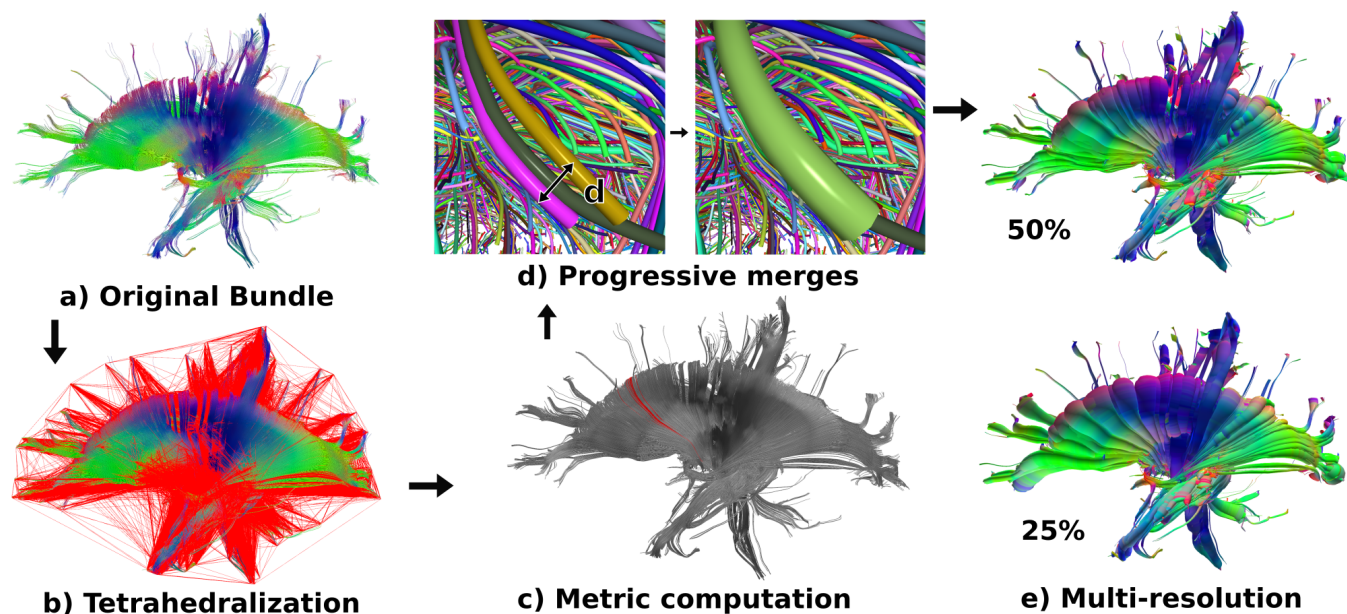 a) Original Bundle
b) Tetrahedralization
c) Metric computation
d
d) Progressive merges
50%
25%
e) Multi-resolution